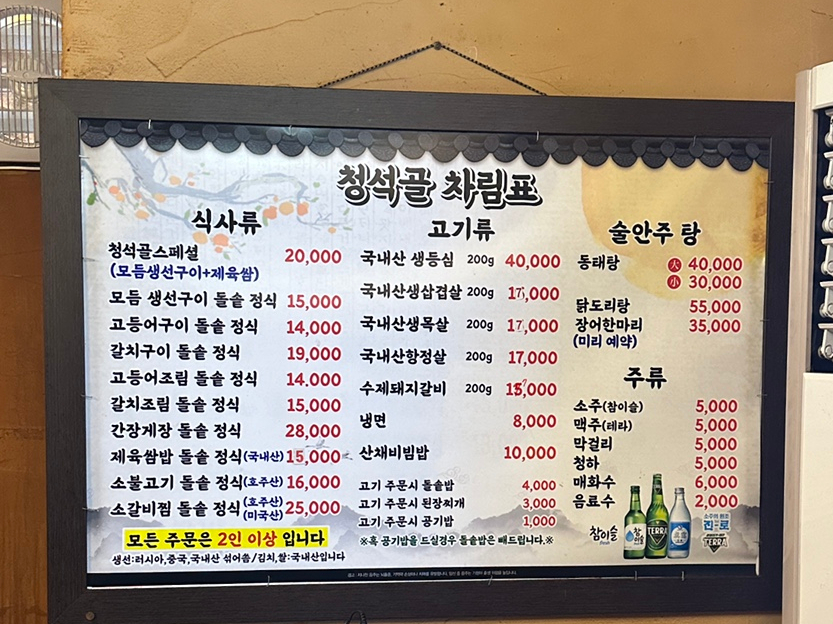 청석골 차림표
식사류
청석골스페셜 20,000
(모듬생선구이+제육쌈)
모듬 생선구이 돌솥 정식 15,000
고등어구이 돌솥 정식 14,000
갈치구이 돌솥 정식 19,000
고등어조림 돌솥 정식 14.000
갈치조림 돌솥 정식 15,000
간장게장 돌솥 정식 28,000
제육쌈밥 돌솥 정식(국내산) 15,000
소불고기 돌솥 정식(호주산) 16,000
소갈비찜 돌솥 정식(호주산)(미국산) 25,000
모든 주문은 2인 이상 입니다
생선:러시아,중국,국내산 섞어씀/김치,쌀:국내산입니다
고기류
국내산 생등심 200g 40,000
국내산생삼겹살 200g 17,000
국내산생목살 200g 17,000
국내산항정살 200g 17,000
수제돼지갈비 200g
냉면 8,000
산채비빔밥 10,000
고기 주문시 돌솥밥 4,000
고기 주문시 된장찌개 3,000
고기 주문시 공기밥 1,000
※혹 공기밥을 드실경우 돌솥밥은 빼드립니다.※
술안주 탕
동태탕 大 40,000
小 30,000
닭도리탕 55,000
장어한마리 35,000
(미리 예약)
주류
소주(참이슬) 5,000
맥주(테라) 5,000
막걸리 5,000
청하 5,000
매화수 6,000
음료수 2,000
참이슬
fresh
TERRA
소주의 원조
진로
TERRA